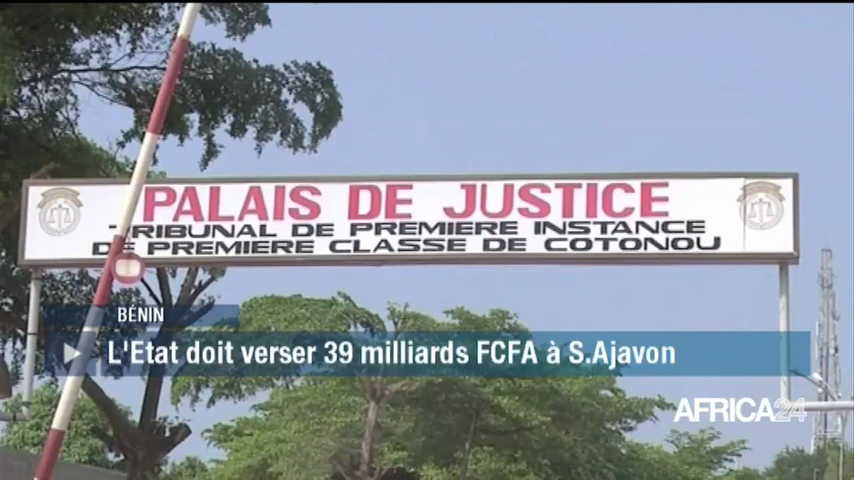 PALAIS DE JUSTICE
TRIBUNAL DE PREMIERE INSTANCE
DE PREMIERE CLASSE DE COTONOU
BÉNIN
L'Etat doit verser 39 milliards FCFA à S.Ajavon
AFRICA24